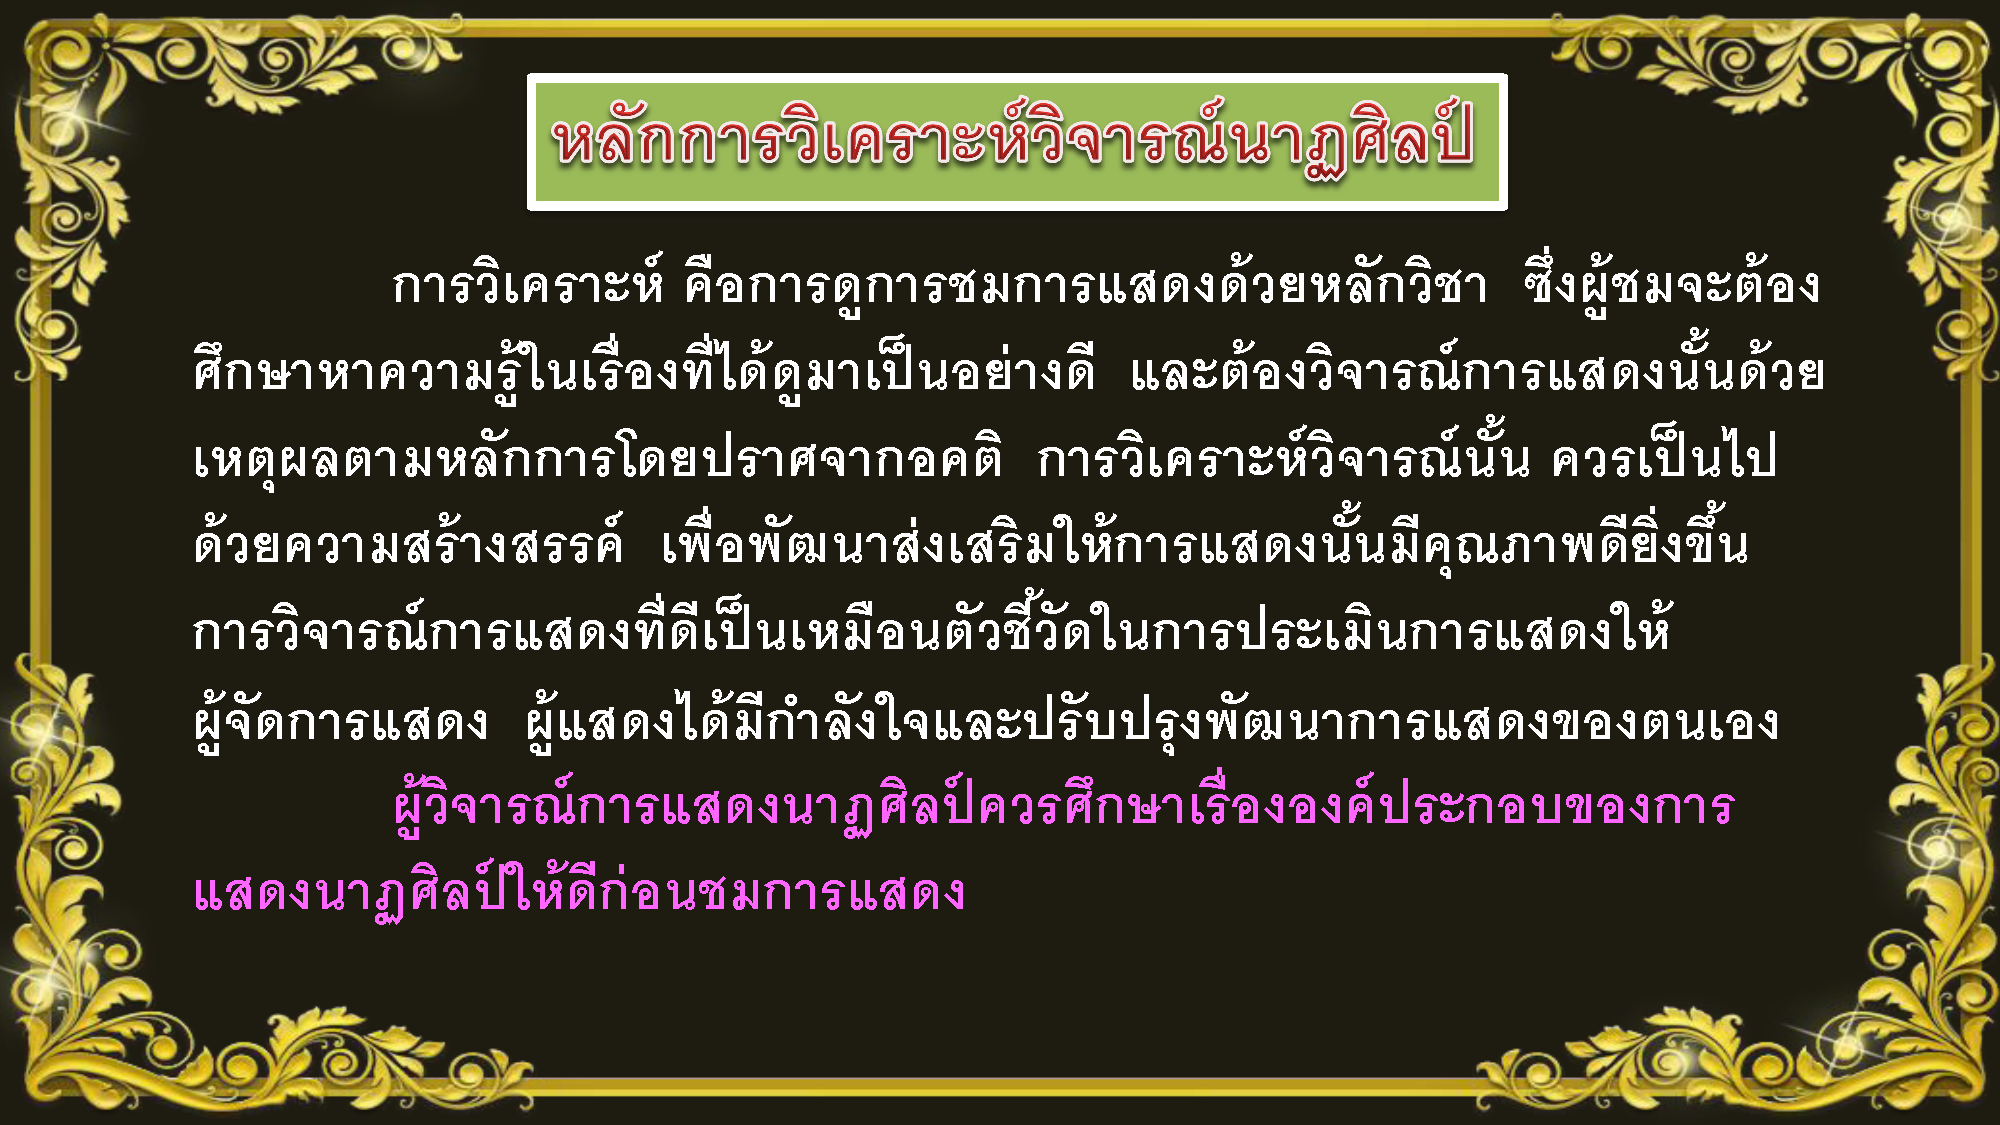 หลักการวิเคราะห์วิจารณ์นาฏศิลป์
การวิเคราะห์ คือการดูการชมการแสดงด้วยหลักวิชา ซึ่งผู้ชมจะต้อง
ศึกษาหาความรู้ในเรื่องที่ได้ดูมาเป็นอย่างดี และต้องวิจารณ์การแสดงนั้นด้วย
เหตุผลตามหลักการโดยปราศจากอคติ การวิเคราะห์วิจารณ์นั้น ควรเป็นไป
ด้วยความสร้างสรรค์ เพื่อพัฒนาส่งเสริมให้การแสดงนั้นมีคุณภาพดียิ่งขึ้น
การวิจารณ์การแสดงที่ดีเป็นเหมือนตัวชี้วัดในการประเมินการแสดงให้
ผู้จัดการแสดง ผู้แสดงได้มีกำลังใจและปรับปรุงพัฒนาการแสดงของตนเอง
ผู้วิจารณ์การแสดงนาฏศิลป์ควรศึกษาเรื่ององค์ประกอบของการ
แสดงนาฏศิลป์ให้ดีก่อนชมการแสดง